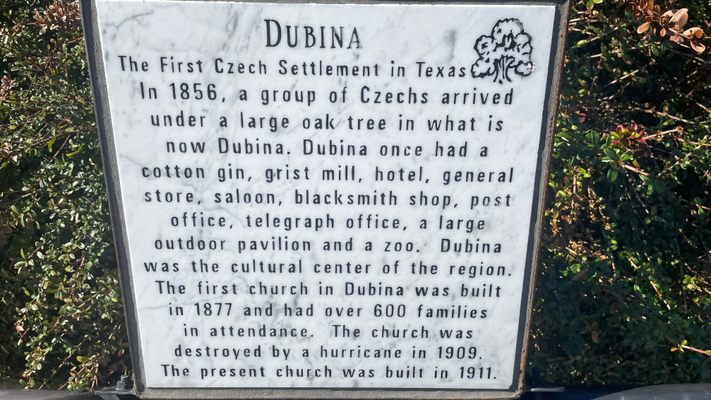 DUBINA
The First Czech Settlement in Texas
In 1856, a group of Czechs arrived
under a large oak tree in what is
now Dubina. Dubina once had a
cotton gin, grist mill, hotel, general
store, saloon, blacksmith shop, post
office, telegraph office, a large
outdoor pavilion and a zoo. Dubina
was the cultural center of the region.
The first church in Dubina was built
in 1877 and had over 600 families
in attendance. The church was
destroyed by a hurricane in 1909.
The present church was built in 1911.